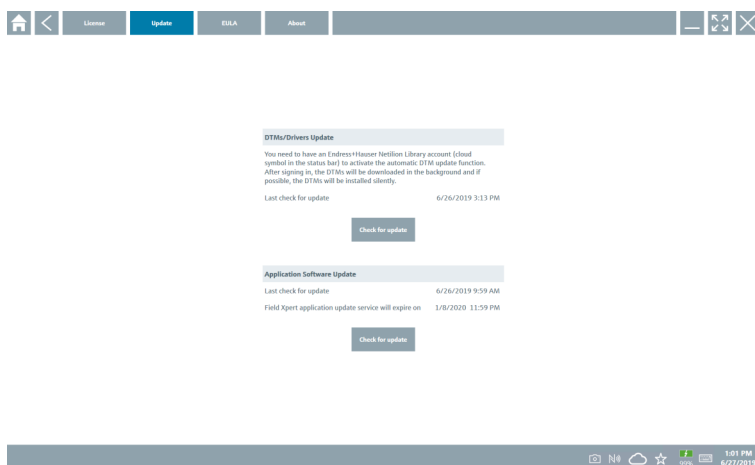 License Update EULA About
DTMs/Drivers Update
You need to have an Endress+Hauser Netilion Library account (cloud
symbol in the status bar) to activate the automatic DTM update function.
After signing in, the DTMs will be downloaded in the background and if
possible, the DTMs will be installed silently.
Last check for update 6/26/2019 3:13 PM
Check for update
Application Software Update
Last check for update 6/26/2019 9:59 AM
Field Xpert application update service will expire on 1/8/2020 11:59 PM
Check for update
1:01 PM
6/27/2019